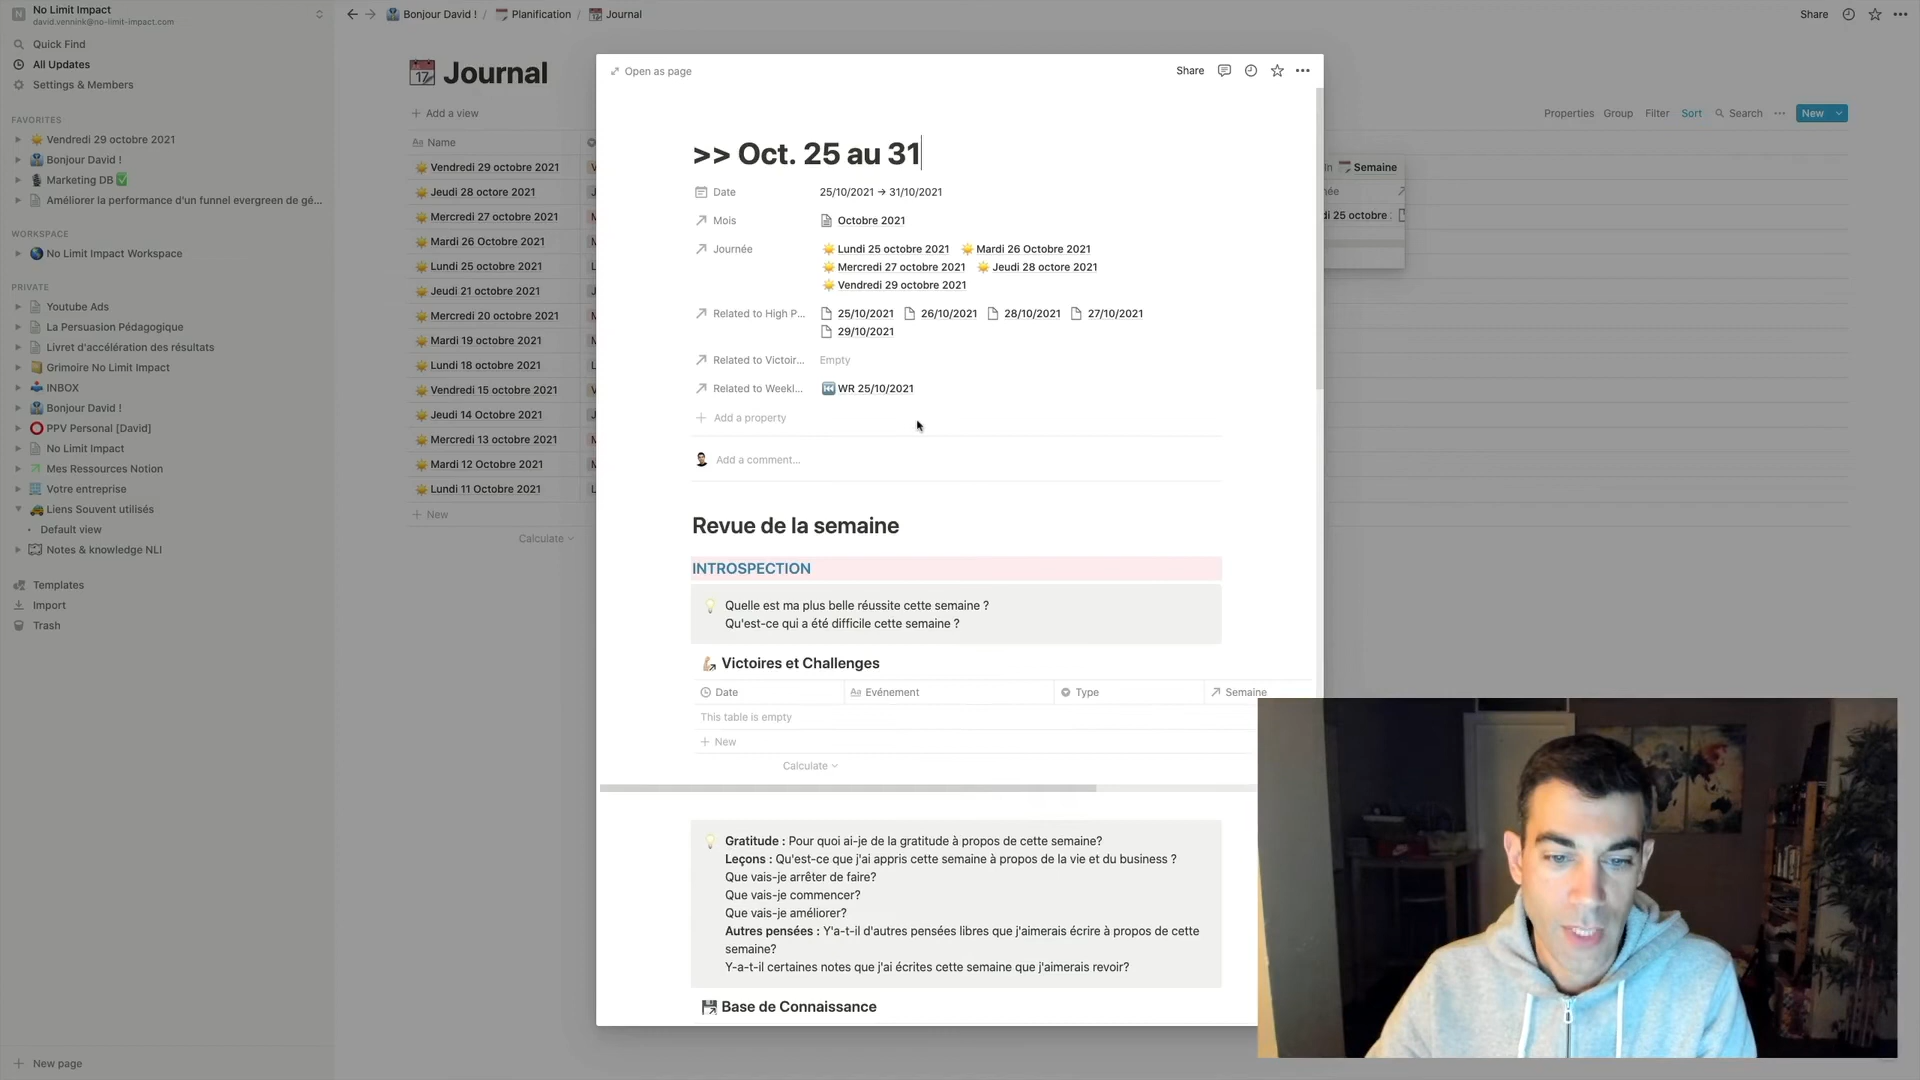 No Limit Impact
david.vennink@no-limit-impact.com
Quick Find
All Updates
Settings & Members
FAVORITES
Vendredi 29 octobre 2021
Bonjour David !
Marketing DB
Améliorer la performance d'un funnel evergreen de gé...
WORKSPACE
No Limit Impact Workspace
PRIVATE
Youtube Ads
La Persuasion Pédagogique
Livret d'accélération des résultats
Grimoire No Limit Impact
INBOX
Bonjour David !
PPV Personal [David]
No Limit Impact
Mes Ressources Notion
Votre entreprise
Liens Souvent utilisés
Default view
Notes & knowledge NLI
Templates
Import
Trash
New page
Bonjour David ! / Planification / Journal
Share
Journal
Add a view
Properties Group Filter Sort Search New
Name
Vendredi 29 octobre 2021
Jeudi 28 octore 2021
Mercredi 27 octobre 2021
Mardi 26 Octobre 2021
Lundi 25 octobre 2021
Jeudi 21 octobre 2021
Mercredi 20 octobre 2021
Mardi 19 octobre 2021
Lundi 18 octobre 2021
Vendredi 15 octobre 2021
Jeudi 14 Octobre 2021
Mercredi 13 octobre 2021
Mardi 12 Octobre 2021
Lundi 11 Octobre 2021
New
Calculate
in Semaine
née
di 25 octobre
Open as page
Share
>> Oct. 25 au 31
Date 25/10/2021 → 31/10/2021
Mois Octobre 2021
Journée Lundi 25 octobre 2021 Mardi 26 Octobre 2021
Mercredi 27 octobre 2021 Jeudi 28 octore 2021
Vendredi 29 octobre 2021
Related to High P... 25/10/2021 26/10/2021 28/10/2021 27/10/2021
29/10/2021
Related to Victoir... Empty
Related to Weekl... WR 25/10/2021
Add a property
Add a comment...
Revue de la semaine
INTROSPECTION
Quelle est ma plus belle réussite cette semaine ?
Qu'est-ce qui a été difficile cette semaine ?
Victoires et Challenges
Date Evénement Type Semaine
This table is empty
New
Calculate
Gratitude : Pour quoi ai-je de la gratitude à propos de cette semaine?
Leçons : Qu'est-ce que j'ai appris cette semaine à propos de la vie et du business ?
Que vais-je arrêter de faire?
Que vais-je commencer?
Que vais-je améliorer?
Autres pensées : Y'a-t-il d'autres pensées libres que j'aimerais écrire à propos de cette
semaine?
Y-a-t-il certaines notes que j'ai écrites cette semaine que j'aimerais revoir?
Base de Connaissance